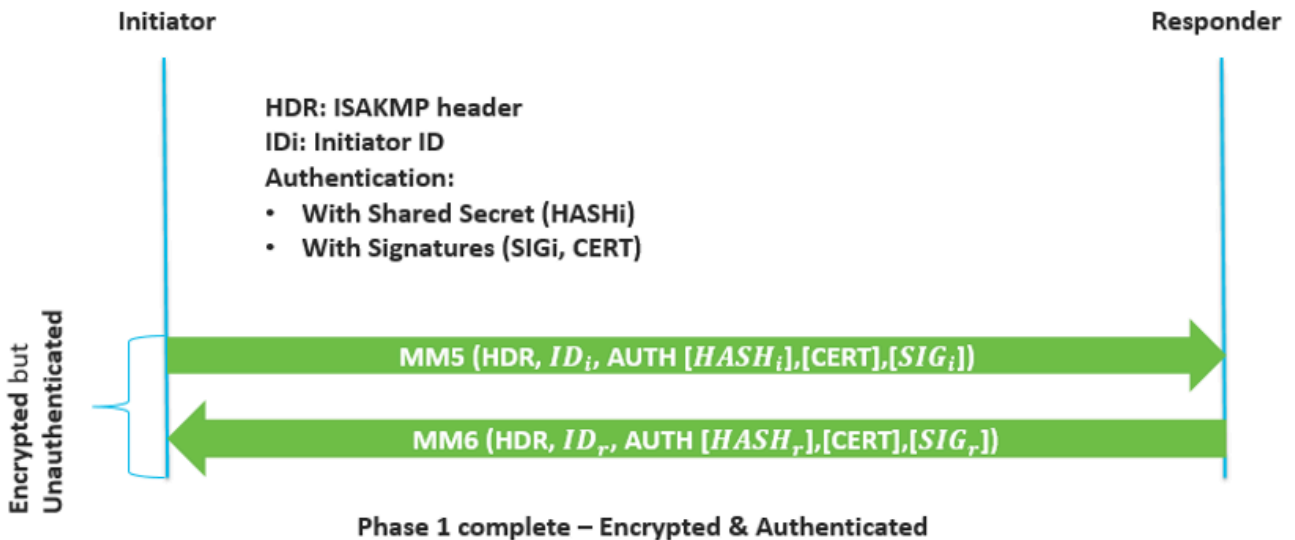 Initiator
Responder
HDR: ISAKMP header
IDi: Initiator ID
Authentication:
• With Shared Secret (HASHi)
• With Signatures (SIGi, CERT)
Encrypted but
Unauthenticated
MM5 (HDR, IDᵢ, AUTH [HASHᵢ],[CERT],[SIGᵢ])
MM6 (HDR, IDᵣ, AUTH [HASHᵣ],[CERT],[SIGᵣ])
Phase 1 complete – Encrypted & Authenticated